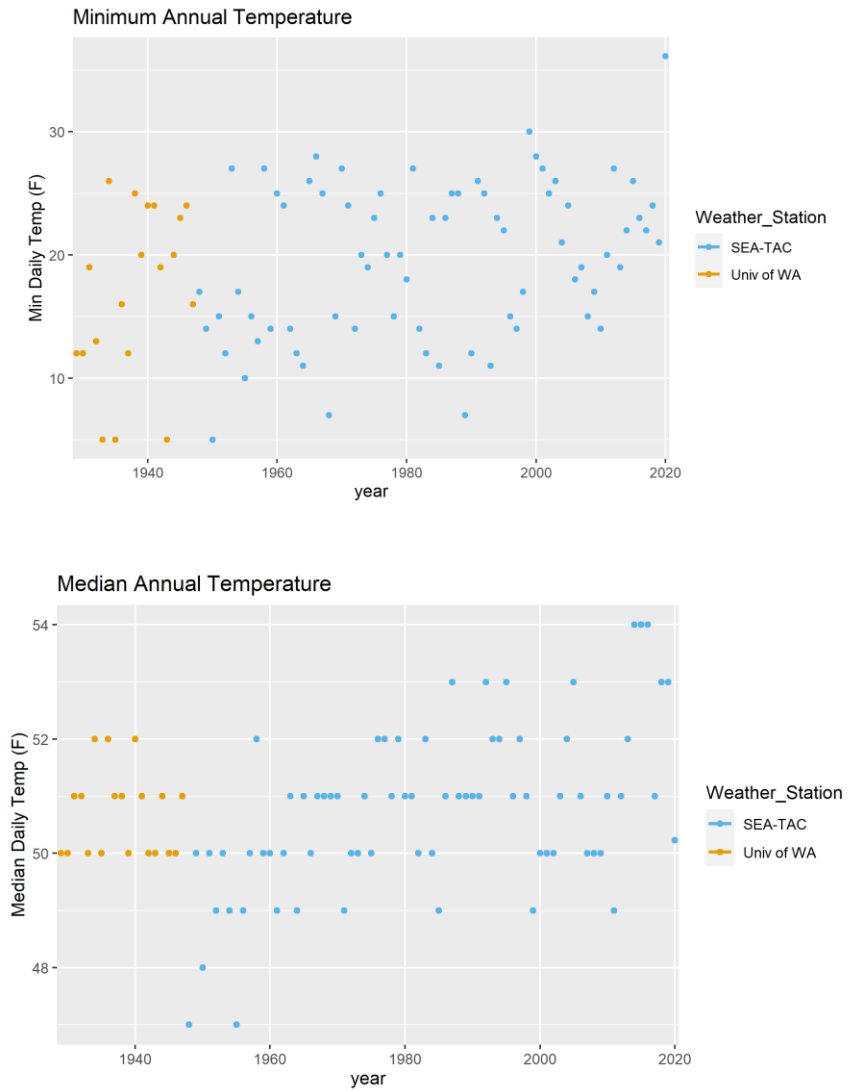 Minimum Annual Temperature
30
20
10
Min Daily Temp (F)
1940 1960 1980 2000 2020
year
Weather_Station
SEA-TAC
Univ of WA
Median Annual Temperature
54
52
50
48
Median Daily Temp (F)
1940 1960 1980 2000 2020
year
Weather_Station
SEA-TAC
Univ of WA